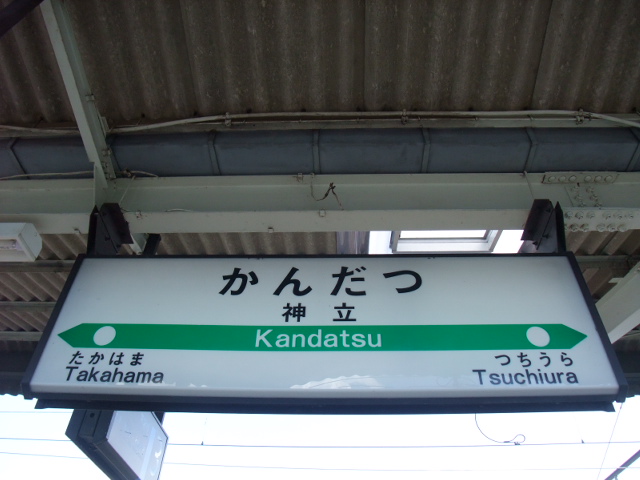 かんだつ
神立
Kandatsu
たかはま
Takahama
つちうら
Tsuchiura